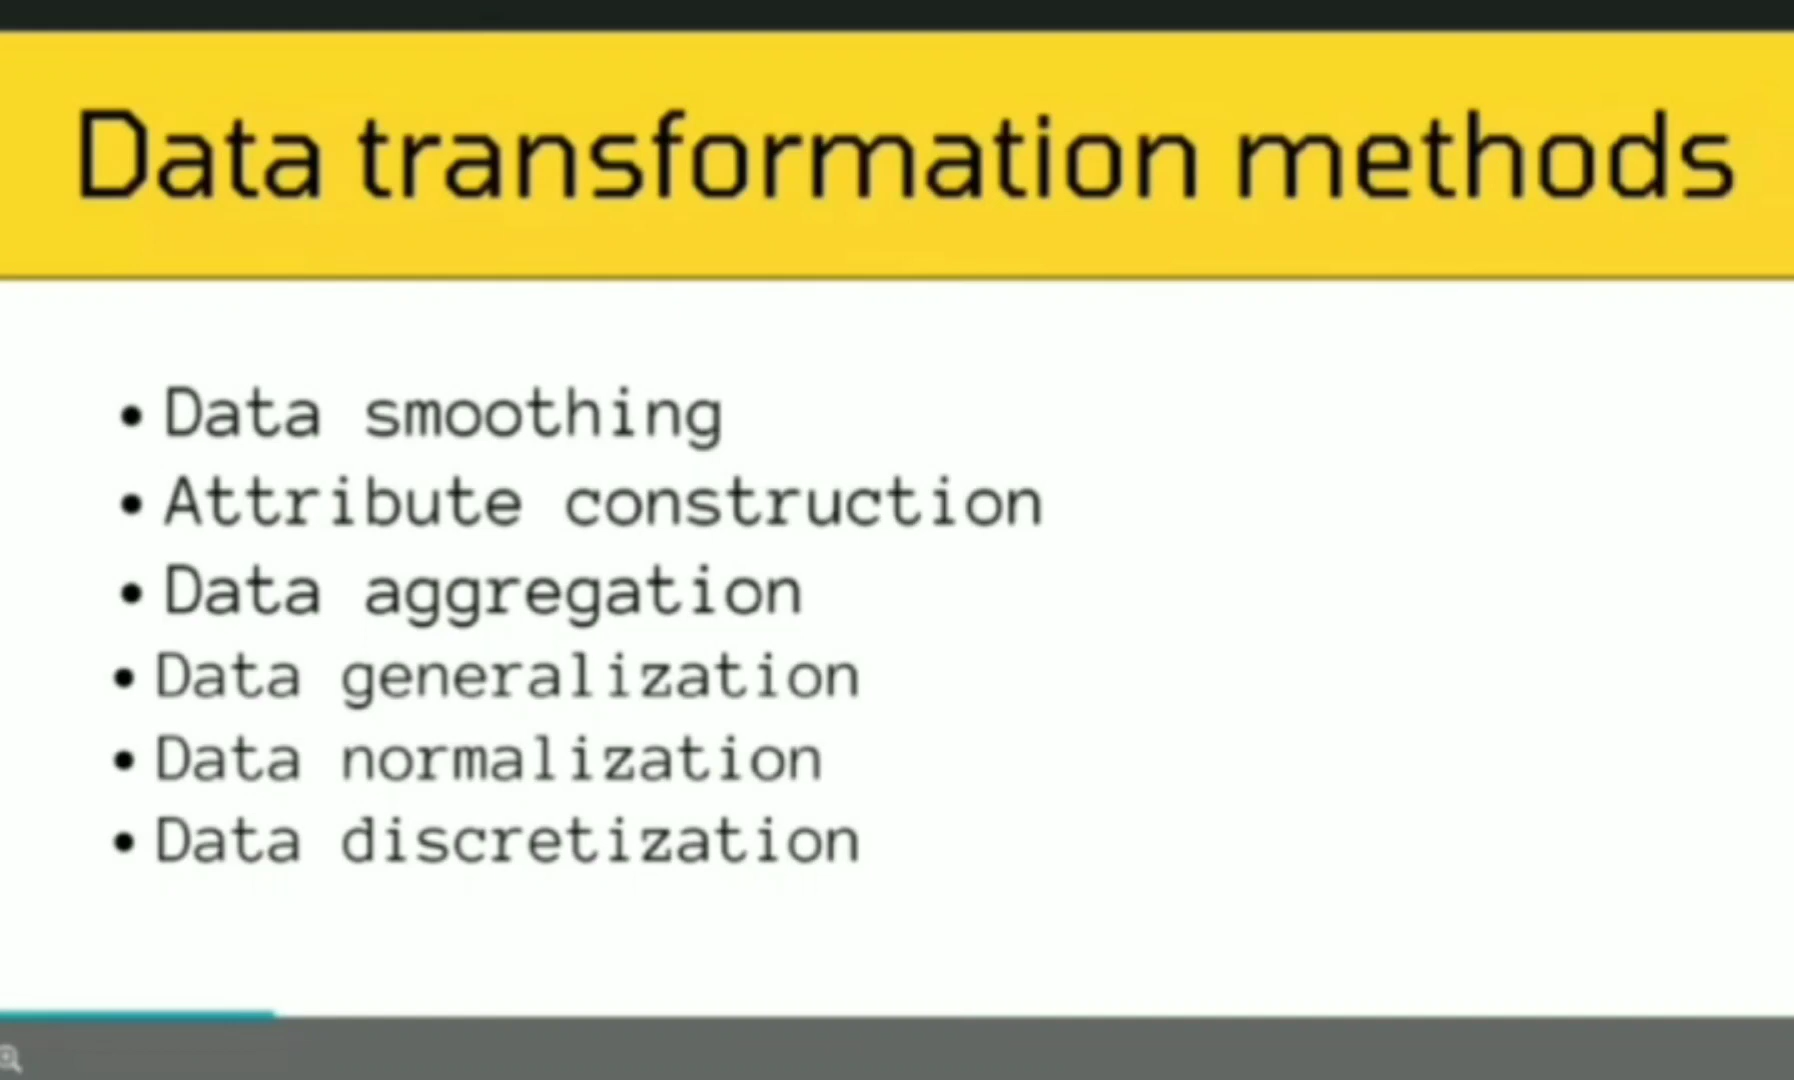 Data transformation methods
• Data smoothing
• Attribute construction
• Data aggregation
• Data generalization
• Data normalization
• Data discretization